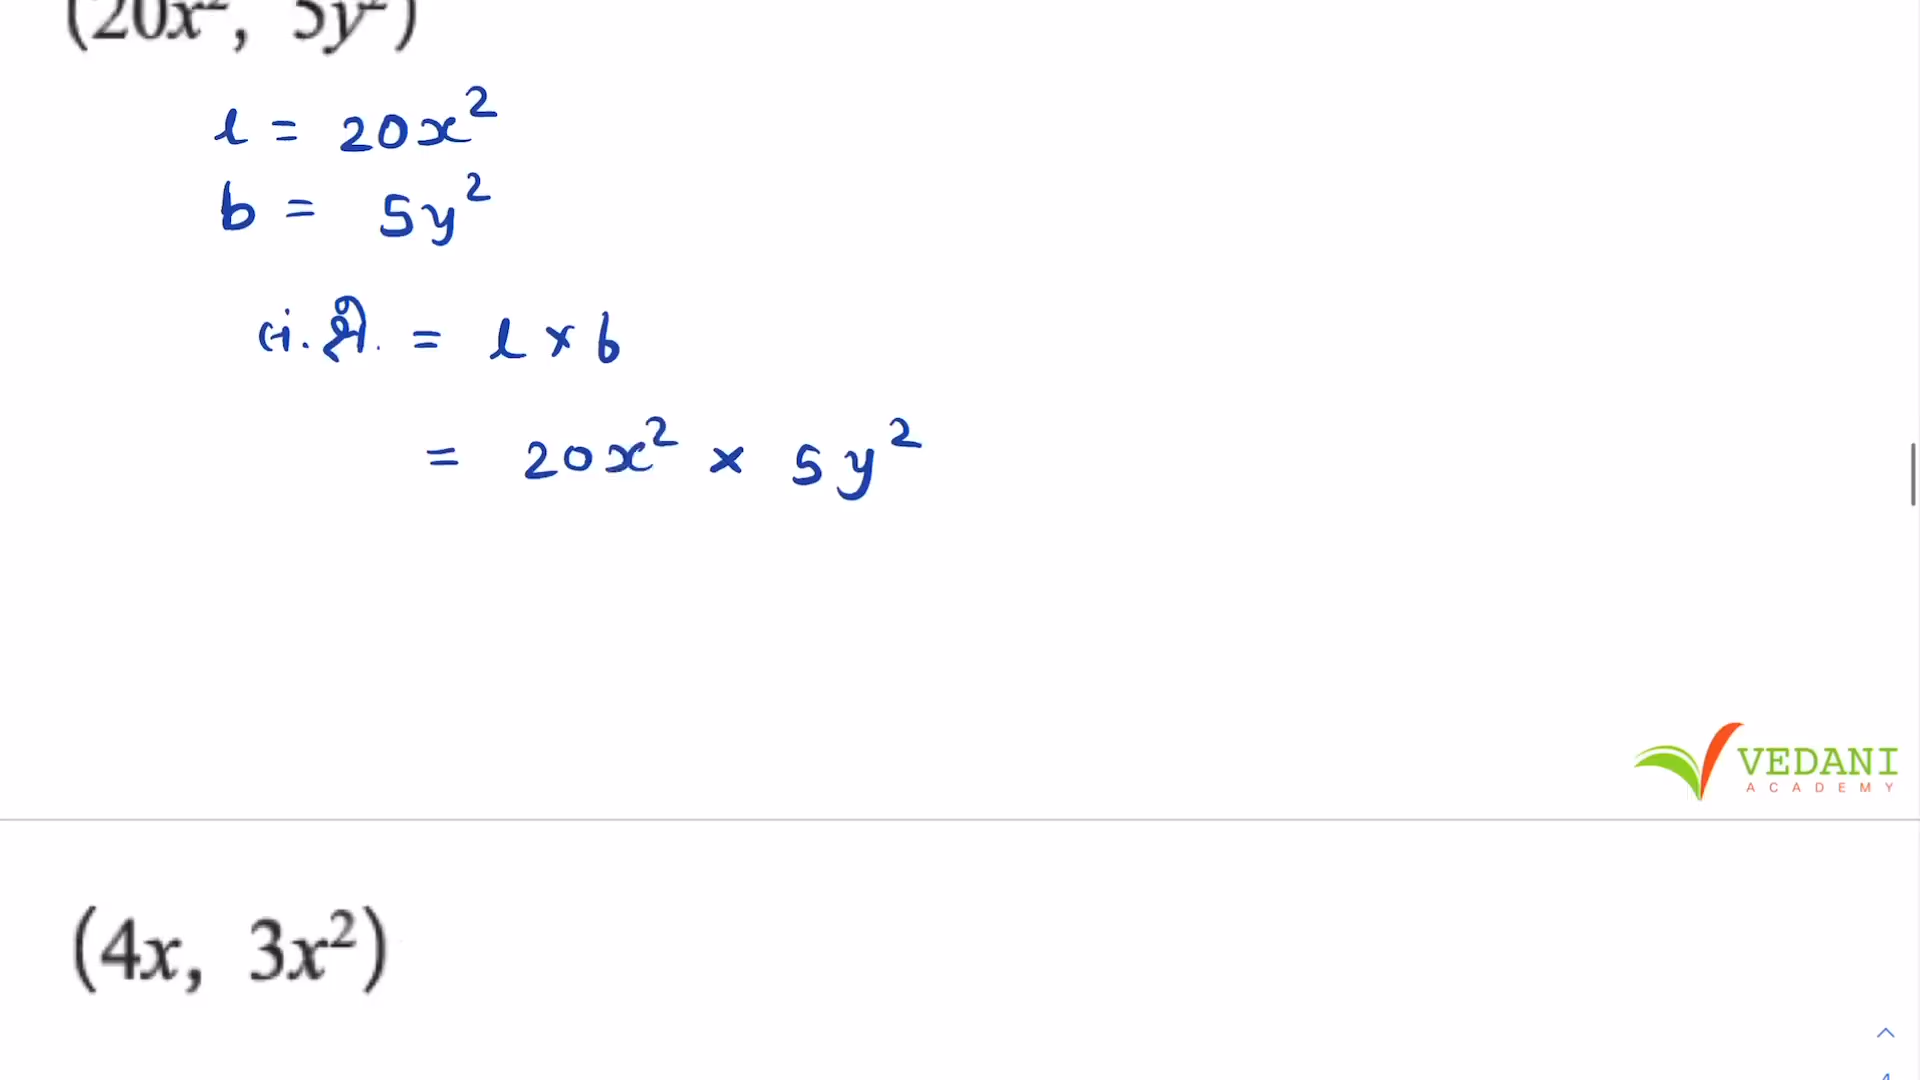 (20x², 5y²)
l = 20x²
b = 5y²
લં.ક્ષે. = l × b
= 20x² × 5y²
VEDANI
ACADEMY
(4x, 3x²)